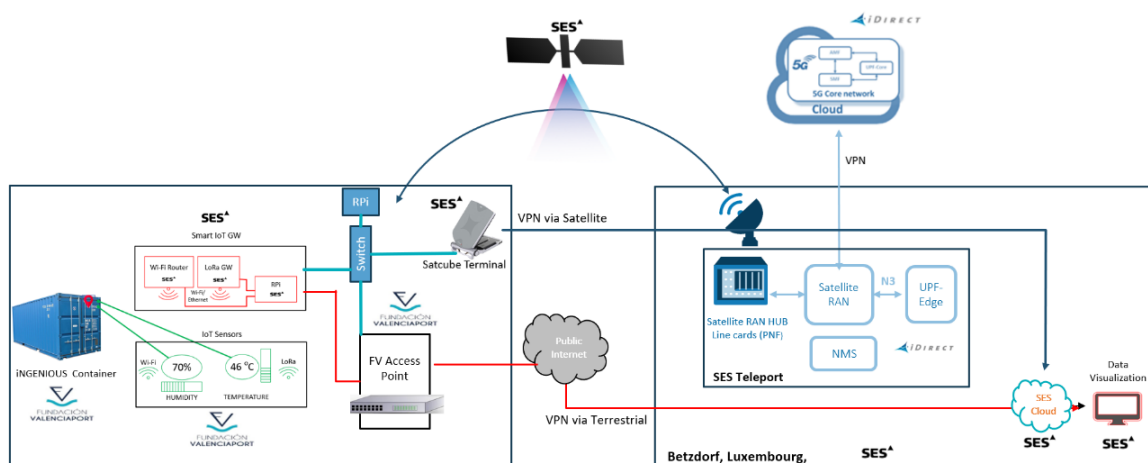 SES▲
iDIRECT
5G
AMF
SMF
UPF-Core
5G Core network
Cloud
VPN
RPi
SES▲
SES▲
Smart IoT GW
Switch
VPN via Satellite
Satcube Terminal
Wi-Fi Router
SES▲
LoRa GW
SES▲
RPi
SES▲
Wi-Fi/
Ethernet
FUNDACIÓN
VALENCIAPORT
iNGENIOUS Container
FUNDACIÓN
VALENCIAPORT
IoT Sensors
Wi-Fi
70%
46 °C
LoRa
HUMIDITY
TEMPERATURE
FUNDACIÓN
VALENCIAPORT
FV Access
Point
Public
Internet
VPN via Terrestrial
Satellite RAN HUB
Line cards (PNF)
Satellite
RAN
N3
UPF-
Edge
NMS
iDIRECT
SES Teleport
Data
Visualization
SES
Cloud
SES▲
SES▲
Betzdorf, Luxembourg,
SES▲